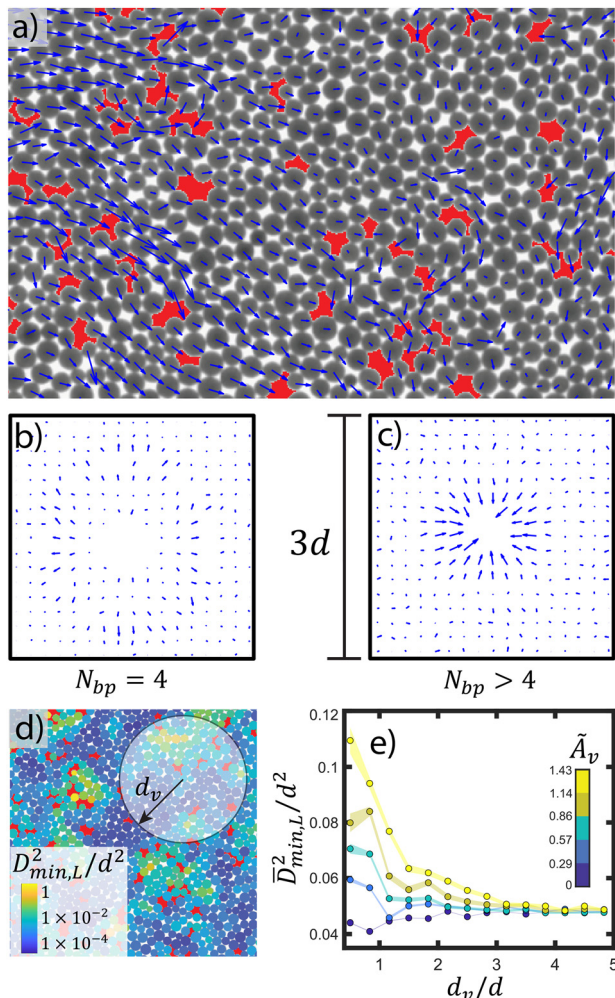 a)
b)
c)
3d
N_bp = 4
N_bp > 4
d)
d_v
D²_min,L/d²
1
1 × 10⁻²
1 × 10⁻⁴
e)
Ã_v
1.43
1.14
0.86
0.57
0.29
0
0.12
0.1
0.08
0.06
0.04
D̅²_min,L/d²
1
2
3
4
5
d_v/d